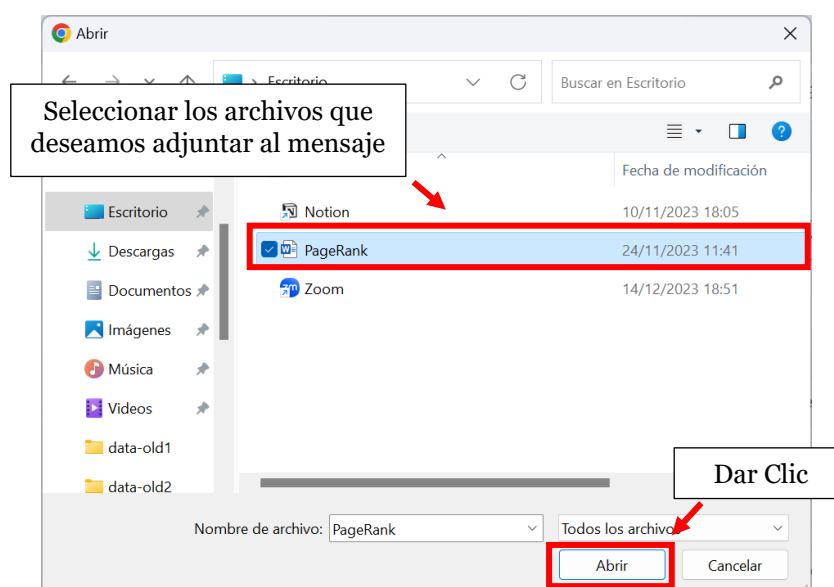 Abrir
Escritorio
Buscar en Escritorio
Seleccionar los archivos que
deseamos adjuntar al mensaje
Fecha de modificación
Escritorio
Notion 10/11/2023 18:05
Descargas
PageRank 24/11/2023 11:41
Documentos
Zoom 14/12/2023 18:51
Imágenes
Música
Videos
data-old1
data-old2
Dar Clic
Nombre de archivo: PageRank
Todos los archivo
Abrir
Cancelar